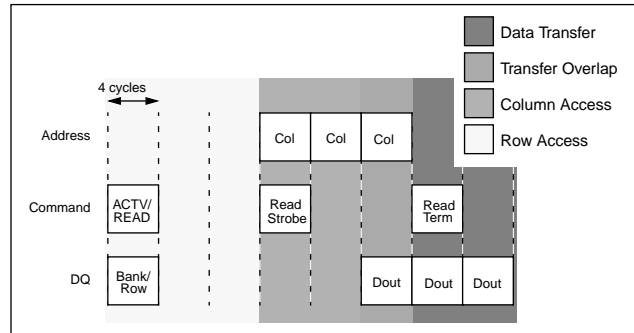 Data Transfer
Transfer Overlap
Column Access
Row Access
4 cycles
Address
Col
Col
Col
Command
ACTV/
READ
Read
Strobe
Read
Term
DQ
Bank/
Row
Dout
Dout
Dout